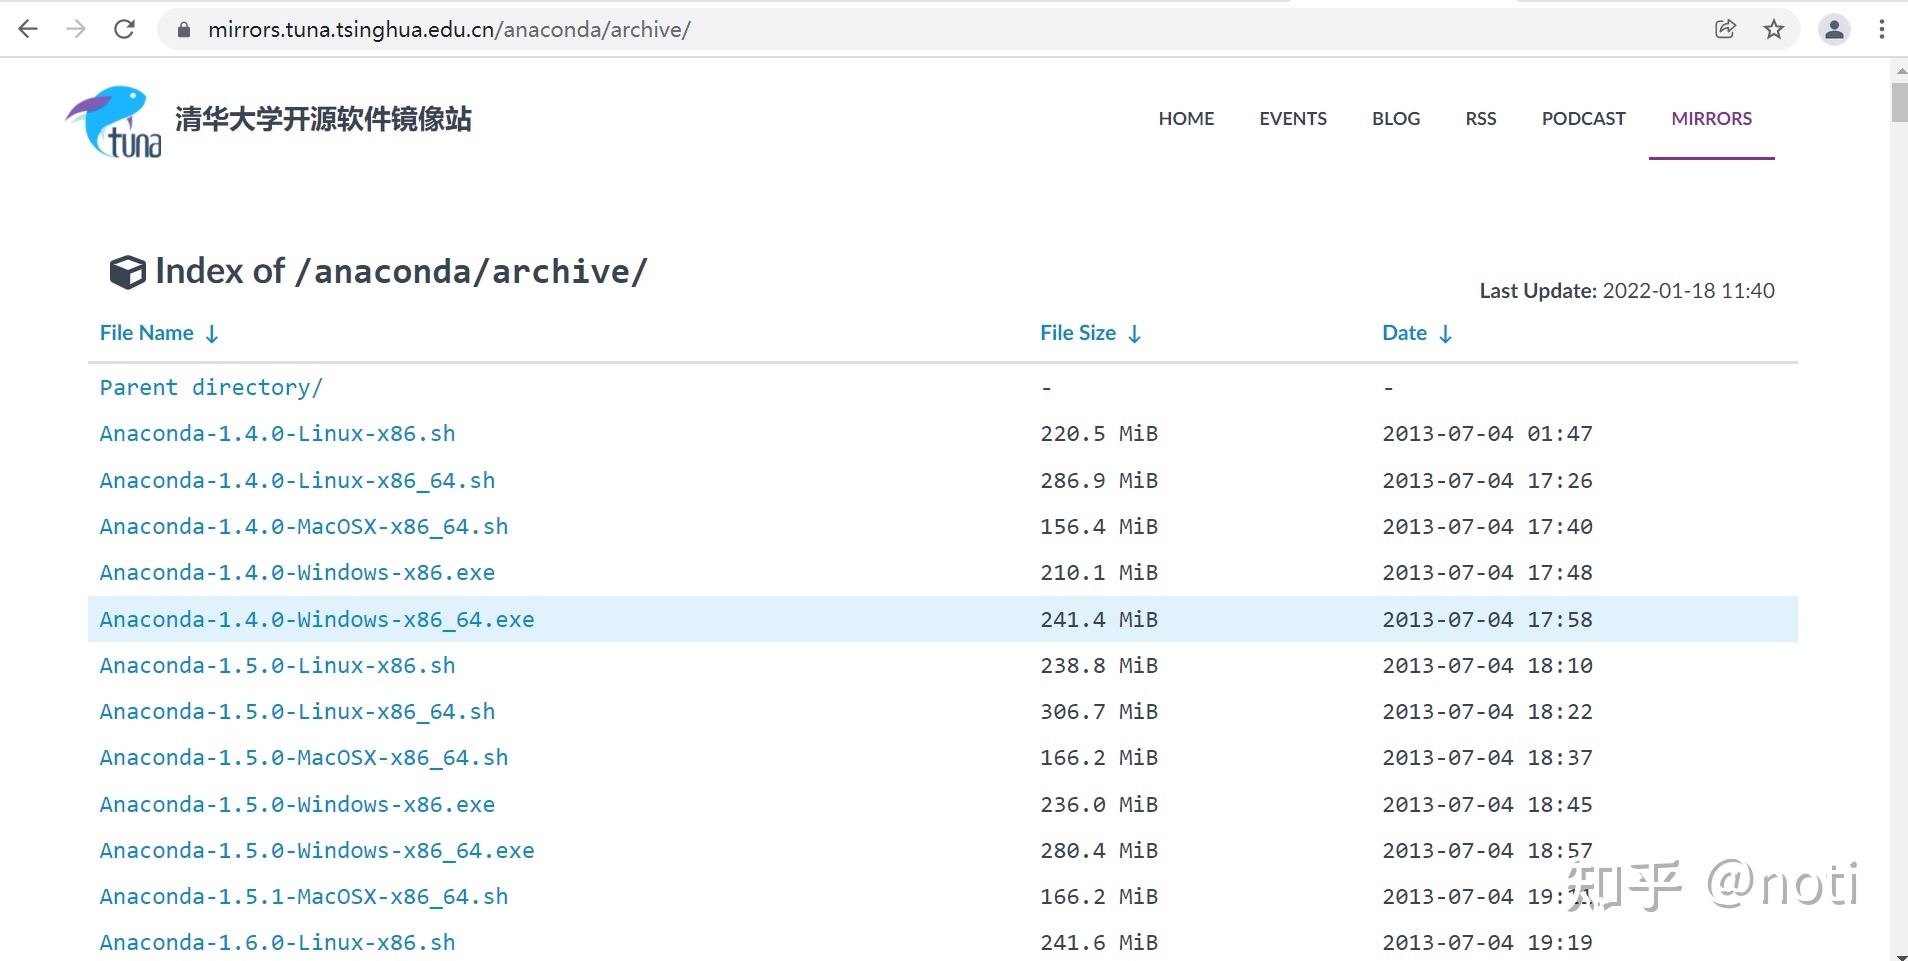 mirrors.tuna.tsinghua.edu.cn/anaconda/archive/
tuna
清华大学开源软件镜像站
HOME EVENTS BLOG RSS PODCAST MIRRORS
Index of /anaconda/archive/
Last Update: 2022-01-18 11:40
File Name ↓ File Size ↓ Date ↓
Parent directory/ - -
Anaconda-1.4.0-Linux-x86.sh 220.5 MiB 2013-07-04 01:47
Anaconda-1.4.0-Linux-x86_64.sh 286.9 MiB 2013-07-04 17:26
Anaconda-1.4.0-MacOSX-x86_64.sh 156.4 MiB 2013-07-04 17:40
Anaconda-1.4.0-Windows-x86.exe 210.1 MiB 2013-07-04 17:48
Anaconda-1.4.0-Windows-x86_64.exe 241.4 MiB 2013-07-04 17:58
Anaconda-1.5.0-Linux-x86.sh 238.8 MiB 2013-07-04 18:10
Anaconda-1.5.0-Linux-x86_64.sh 306.7 MiB 2013-07-04 18:22
Anaconda-1.5.0-MacOSX-x86_64.sh 166.2 MiB 2013-07-04 18:37
Anaconda-1.5.0-Windows-x86.exe 236.0 MiB 2013-07-04 18:45
Anaconda-1.5.0-Windows-x86_64.exe 280.4 MiB 2013-07-04 18:57
Anaconda-1.5.1-MacOSX-x86_64.sh 166.2 MiB 2013-07-04 19:11
Anaconda-1.6.0-Linux-x86.sh 241.6 MiB 2013-07-04 19:19
知乎 @noti